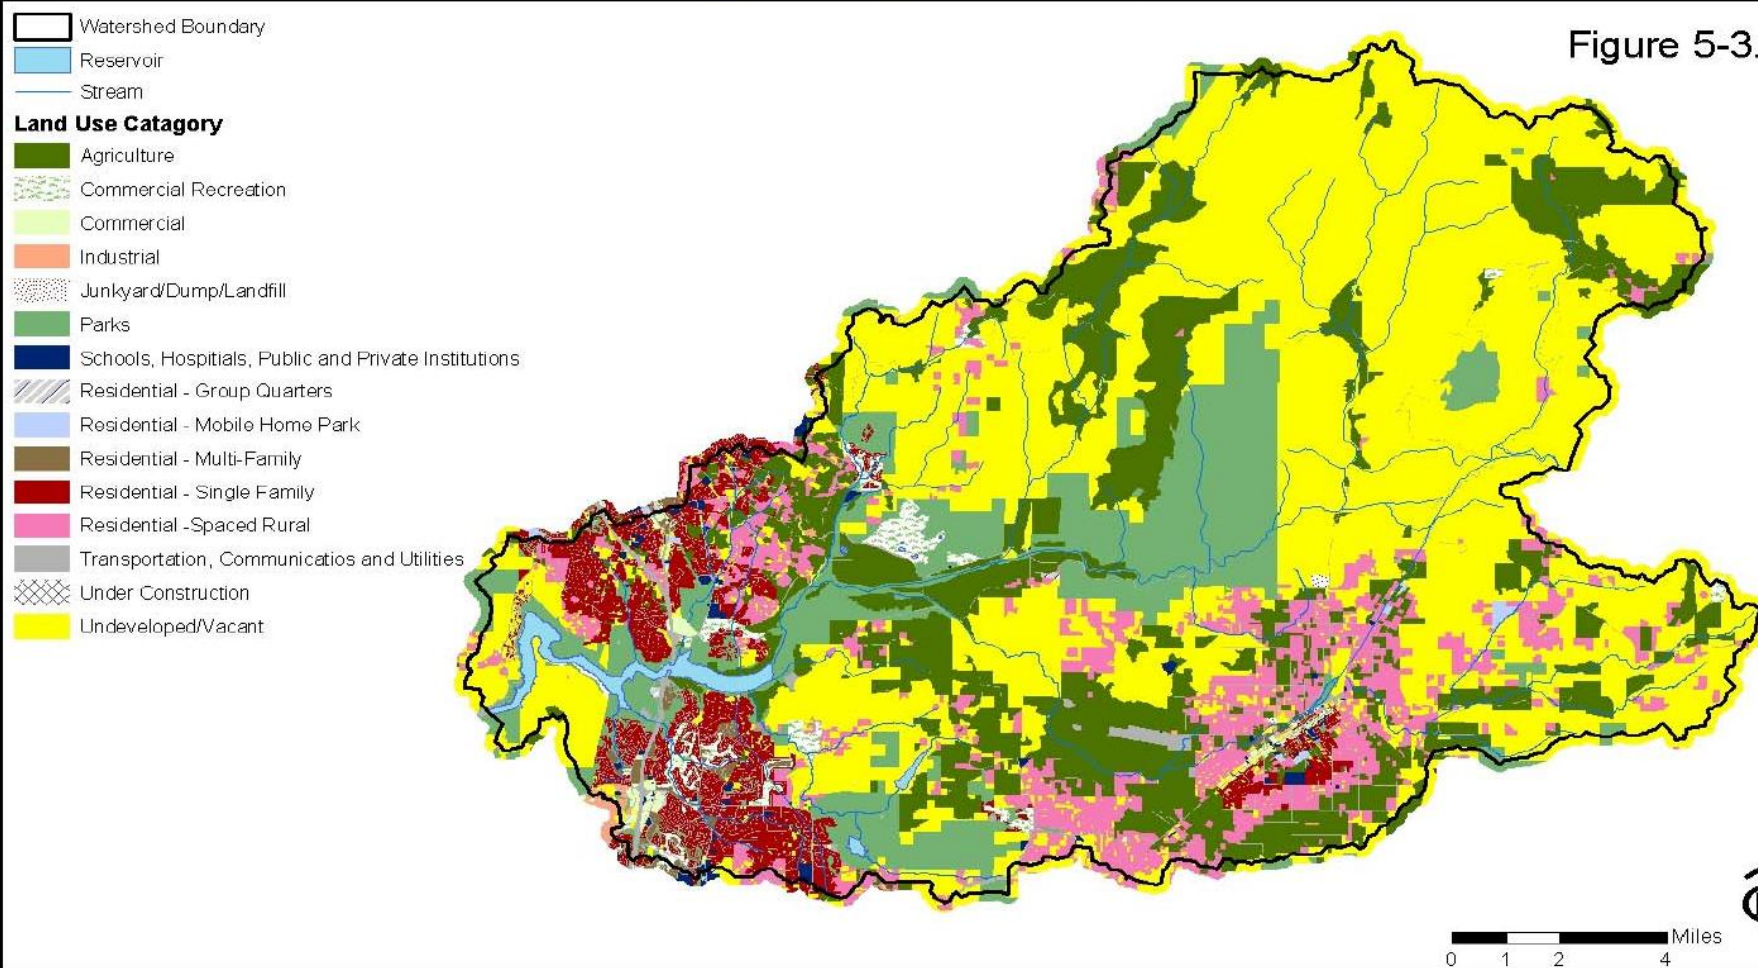 Watershed Boundary
Reservoir
Stream
Land Use Catagory
Agriculture
Commercial Recreation
Commercial
Industrial
Junkyard/Dump/Landfill
Parks
Schools, Hospitials, Public and Private Institutions
Residential - Group Quarters
Residential - Mobile Home Park
Residential - Multi-Family
Residential - Single Family
Residential -Spaced Rural
Transportation, Communicatios and Utilities
Under Construction
Undeveloped/Vacant
Figure 5-3.
Miles
0 1 2 4